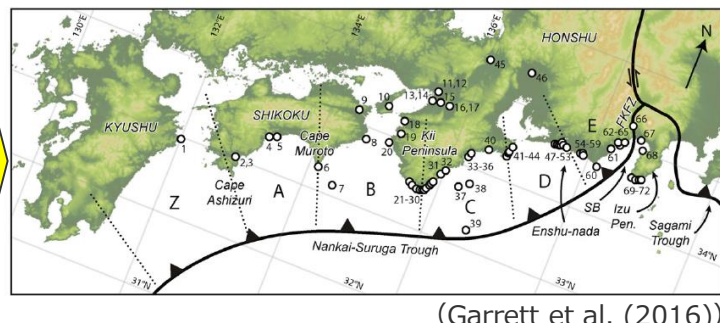 130°E
132°E
136°E
HONSHU
N
KYUSHU
SHIKOKU
Cape
Muroto
Cape
Ashizuri
Kii
Peninsula
1
2,3
4 5
6
7
8
9
10
11,12
13,14
15
16,17
18
19
20
21-30
31 32
33-36
37
38
39
40
41-44
45
46
47-53
54-59
60
61
62-65
66
67
68
69-72
Z
A
B
C
D
E
FKFZ
Enshu-nada
SB
Izu
Pen.
Sagami
Trough
Nankai-Suruga Trough
31°N
32°N
33°N
34°N
(Garrett et al. (2016))